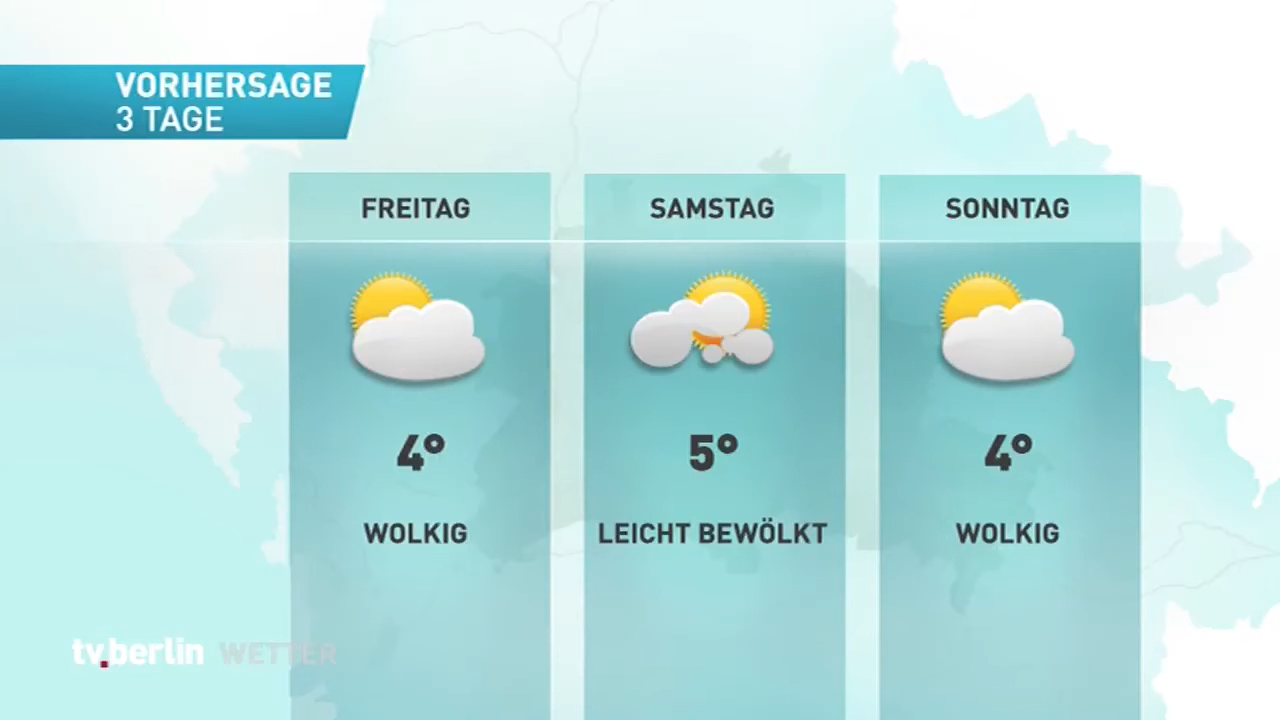 VORHERSAGE
3 TAGE
FREITAG
SAMSTAG
SONNTAG
4°
5°
4°
WOLKIG
LEICHT BEWÖLKT
WOLKIG
tv.berlin WETTER